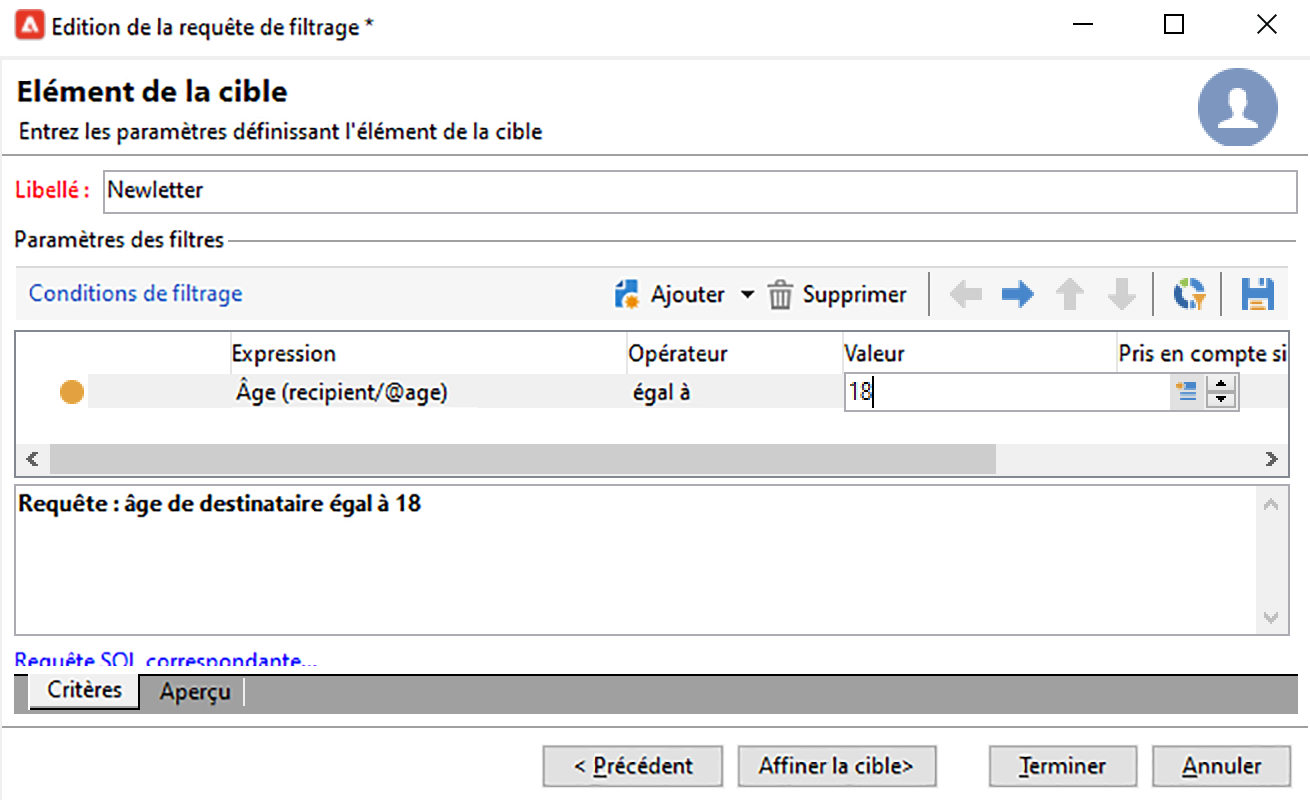 Edition de la requête de filtrage *
Elément de la cible
Entrez les paramètres définissant l'élément de la cible
Libellé : Newletter
Paramètres des filtres
Conditions de filtrage Ajouter Supprimer
Expression Opérateur Valeur Pris en compte si
Âge (recipient/@age) égal à 18
Requête : âge de destinataire égal à 18
Requête SQL correspondante...
Critères Aperçu
< Précédent Affiner la cible> Terminer Annuler